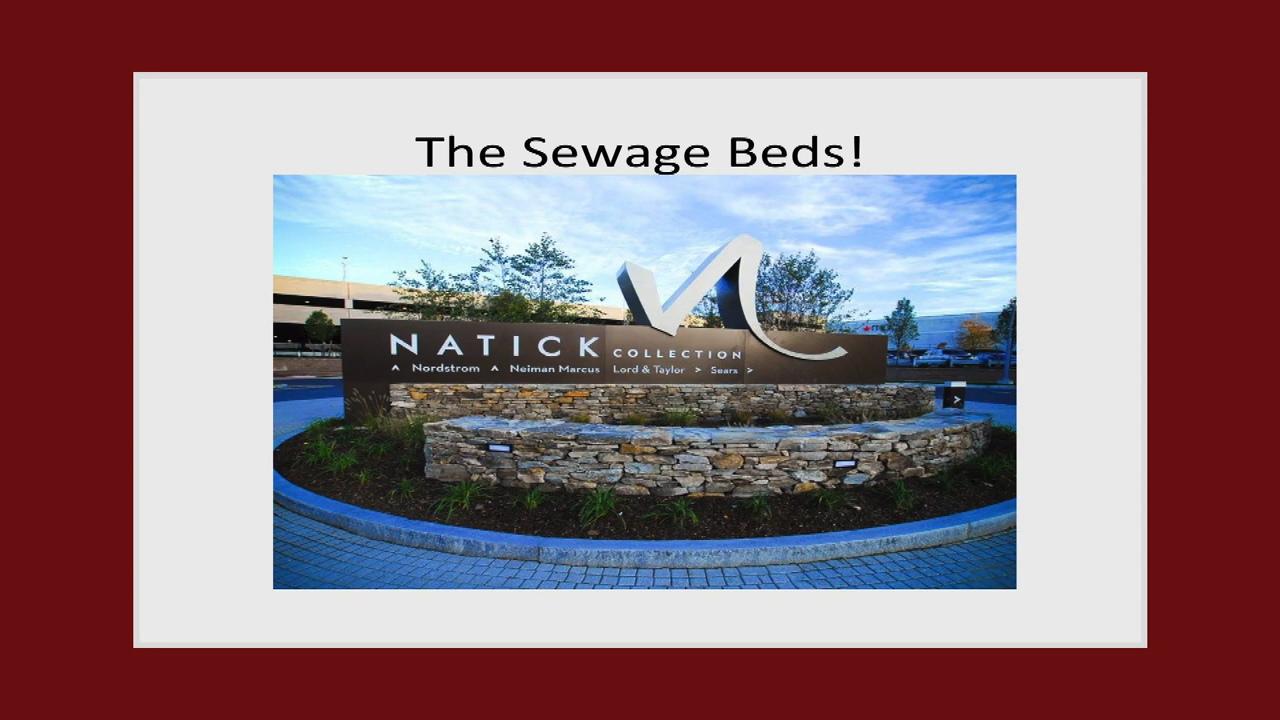 The Sewage Beds!
NATICK COLLECTION
^ Nordstrom ^ Neiman Marcus Lord & Taylor > Sears >
>